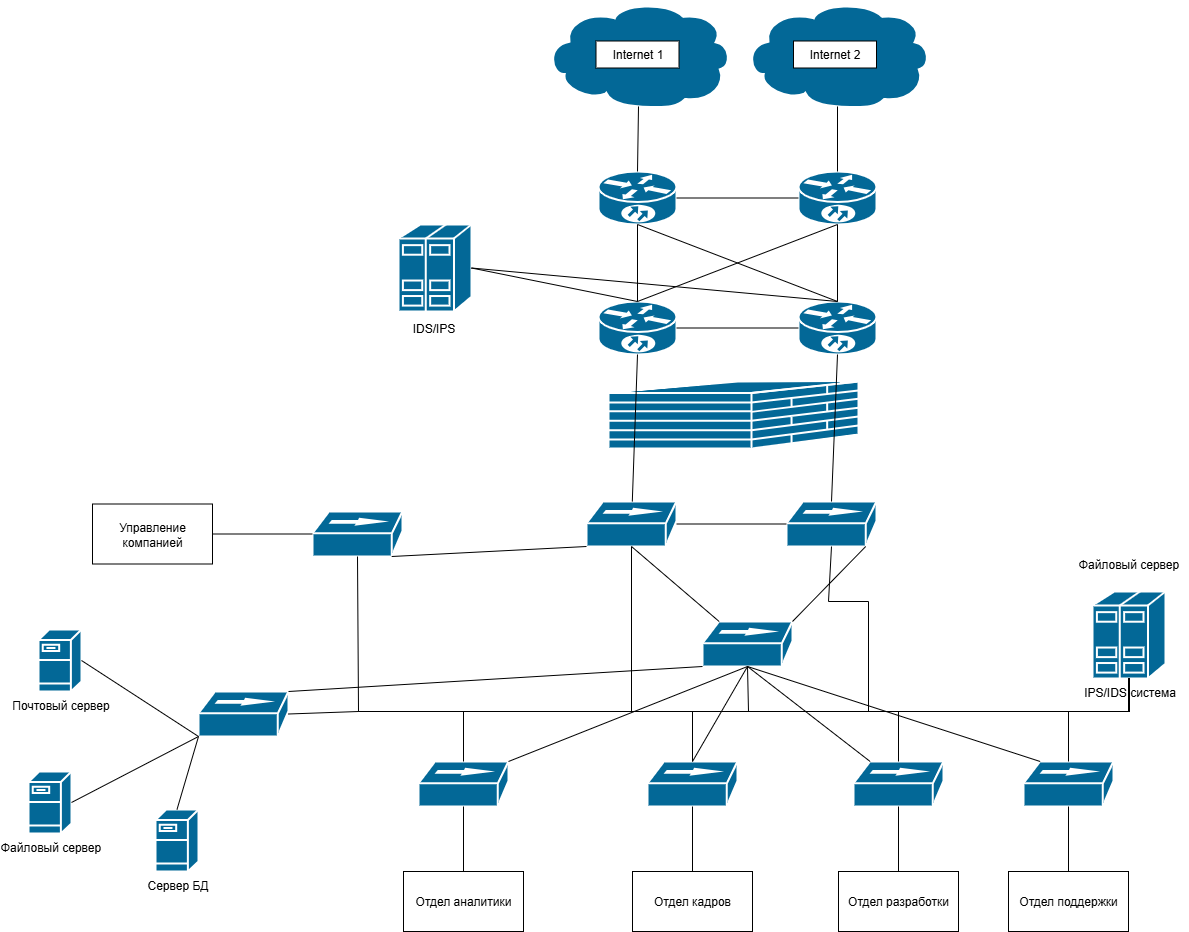 Internet 1
Internet 2
IDS/IPS
Управление
компанией
Файловый сервер
IPS/IDS система
Почтовый сервер
Файловый сервер
Сервер БД
Отдел аналитики
Отдел кадров
Отдел разработки
Отдел поддержки